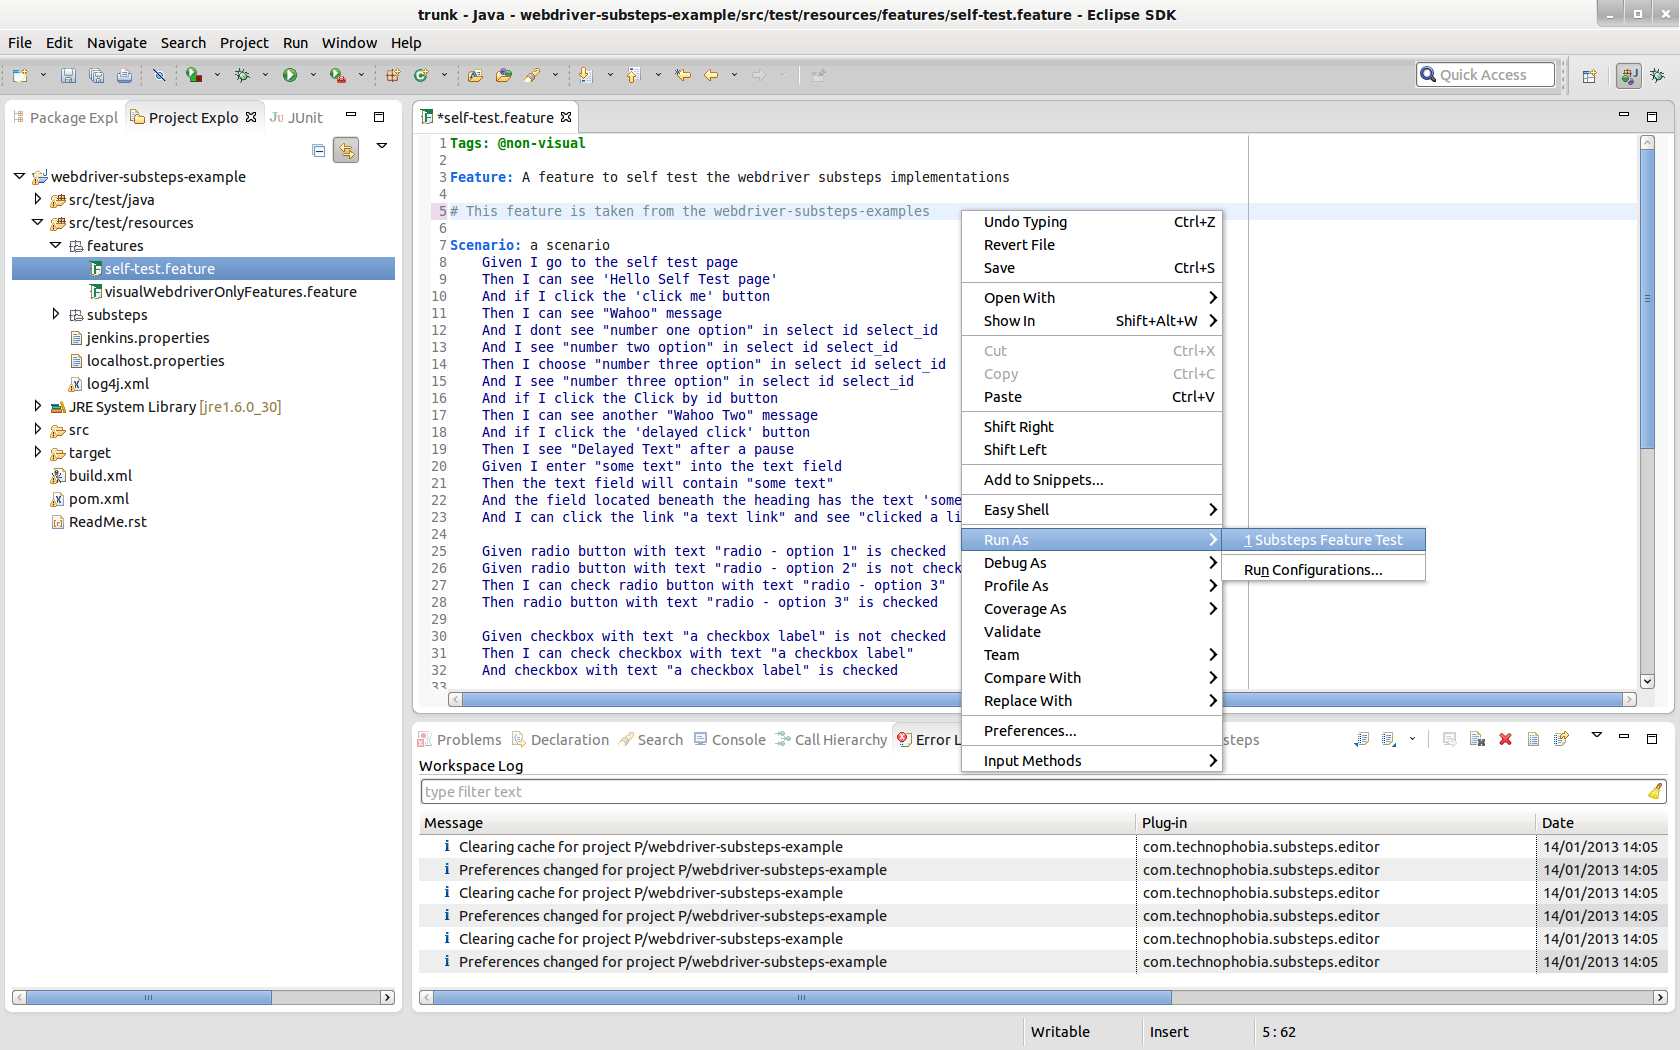 trunk - Java - webdriver-substeps-example/src/test/resources/features/self-test.feature - Eclipse SDK
File Edit Navigate Search Project Run Window Help
Quick Access
Package Expl Project Explo JUnit
webdriver-substeps-example
src/test/java
src/test/resources
features
self-test.feature
visualWebdriverOnlyFeatures.feature
substeps
jenkins.properties
localhost.properties
log4j.xml
JRE System Library [jre1.6.0_30]
src
target
build.xml
pom.xml
ReadMe.rst
*self-test.feature
1 Tags: @non-visual
2
3 Feature: A feature to self test the webdriver substeps implementations
4
5 # This feature is taken from the webdriver-substeps-examples
6
7 Scenario: a scenario
8 Given I go to the self test page
9 Then I can see 'Hello Self Test page'
10 And if I click the 'click me' button
11 Then I can see "Wahoo" message
12 And I dont see "number one option" in select id select_id
13 And I see "number two option" in select id select_id
14 Then I choose "number three option" in select id select_id
15 And I see "number three option" in select id select_id
16 And if I click the Click by id button
17 Then I can see another "Wahoo Two" message
18 And if I click the 'delayed click' button
19 Then I see "Delayed Text" after a pause
20 Given I enter "some text" into the text field
21 Then the text field will contain "some text"
22 And the field located beneath the heading has the text 'some
23 And I can click the link "a text link" and see "clicked a li
24
25 Given radio button with text "radio - option 1" is checked
26 Given radio button with text "radio - option 2" is not check
27 Then I can check radio button with text "radio - option 3"
28 Then radio button with text "radio - option 3" is checked
29
30 Given checkbox with text "a checkbox label" is not checked
31 Then I can check checkbox with text "a checkbox label"
32 And checkbox with text "a checkbox label" is checked
33
Undo Typing Ctrl+Z
Revert File
Save Ctrl+S
Open With
Show In Shift+Alt+W
Cut Ctrl+X
Copy Ctrl+C
Paste Ctrl+V
Shift Right
Shift Left
Add to Snippets...
Easy Shell
Run As
Debug As
Profile As
Coverage As
Validate
Team
Compare With
Replace With
Preferences...
Input Methods
1 Substeps Feature Test
Run Configurations...
Problems Declaration Search Console Call Hierarchy Error L steps
Workspace Log
type filter text
Message Plug-in Date
Clearing cache for project P/webdriver-substeps-example com.technophobia.substeps.editor 14/01/2013 14:05
Preferences changed for project P/webdriver-substeps-example com.technophobia.substeps.editor 14/01/2013 14:05
Clearing cache for project P/webdriver-substeps-example com.technophobia.substeps.editor 14/01/2013 14:05
Preferences changed for project P/webdriver-substeps-example com.technophobia.substeps.editor 14/01/2013 14:05
Clearing cache for project P/webdriver-substeps-example com.technophobia.substeps.editor 14/01/2013 14:05
Preferences changed for project P/webdriver-substeps-example com.technophobia.substeps.editor 14/01/2013 14:05
Writable Insert 5 : 62